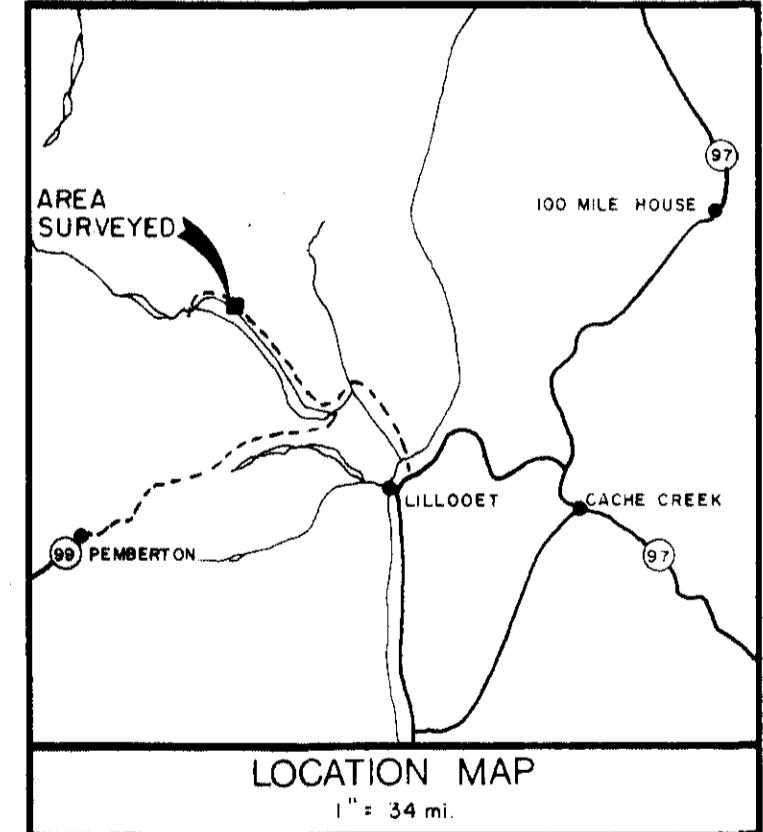 97
AREA
SURVEYED
100 MILE HOUSE
LILLOOET
CACHE CREEK
99 PEMBERTON
97
LOCATION MAP
1" = 34 mi.